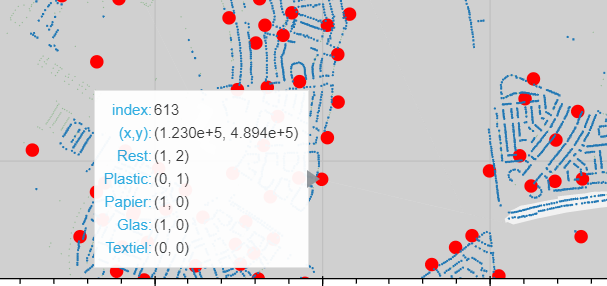 index: 613
(x,y): (1.230e+5, 4.894e+5)
Rest: (1, 2)
Plastic: (0, 1)
Papier: (1, 0)
Glas: (1, 0)
Textiel: (0, 0)